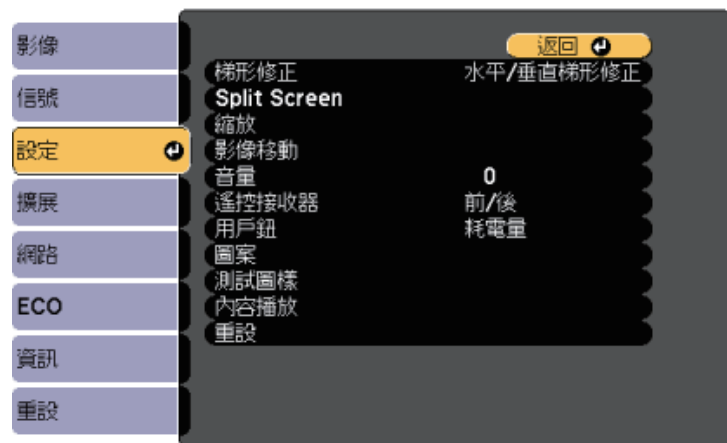 影像
信號
設定
擴展
網路
ECO
資訊
重設
返回
梯形修正 水平/垂直梯形修正
Split Screen
縮放
影像移動
音量 0
遙控接收器 前/後
用戶鈕 耗電量
圖案
測試圖樣
內容播放
重設